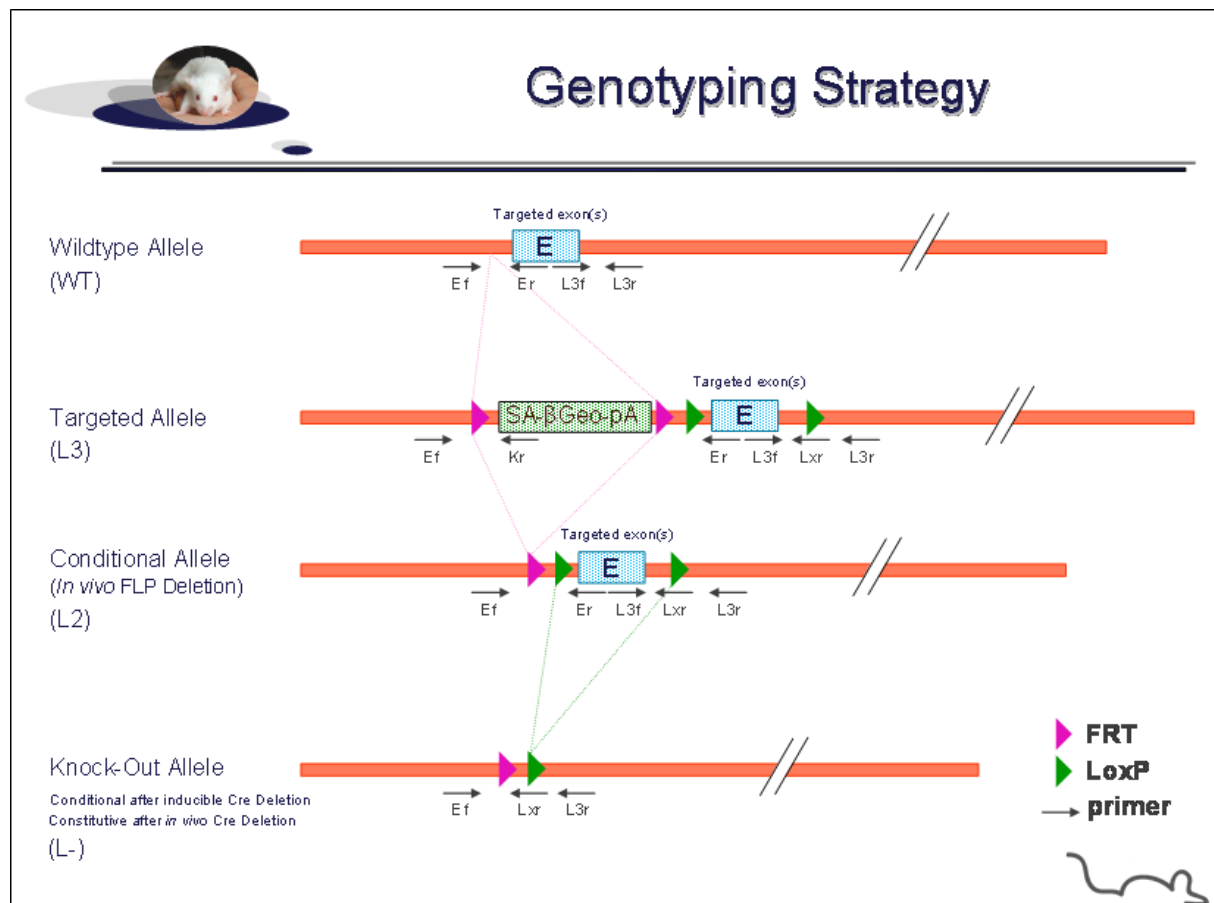 Genotyping Strategy
Targeted exon(s)
Wildtype Allele
(WT)
E
Ef
Er
L3f
L3r
Targeted exon(s)
Targeted Allele
(L3)
SA-βGeo-pA
E
Ef
Kr
Er
L3f
Lxr
L3r
Targeted exon(s)
Conditional Allele
(In vivo FLP Deletion)
(L2)
E
Ef
Er
L3f
Lxr
L3r
Knock-Out Allele
Conditional after inducible Cre Deletion
Constitutive after in vivo Cre Deletion
(L-)
Ef
Lxr
L3r
FRT
LoxP
primer